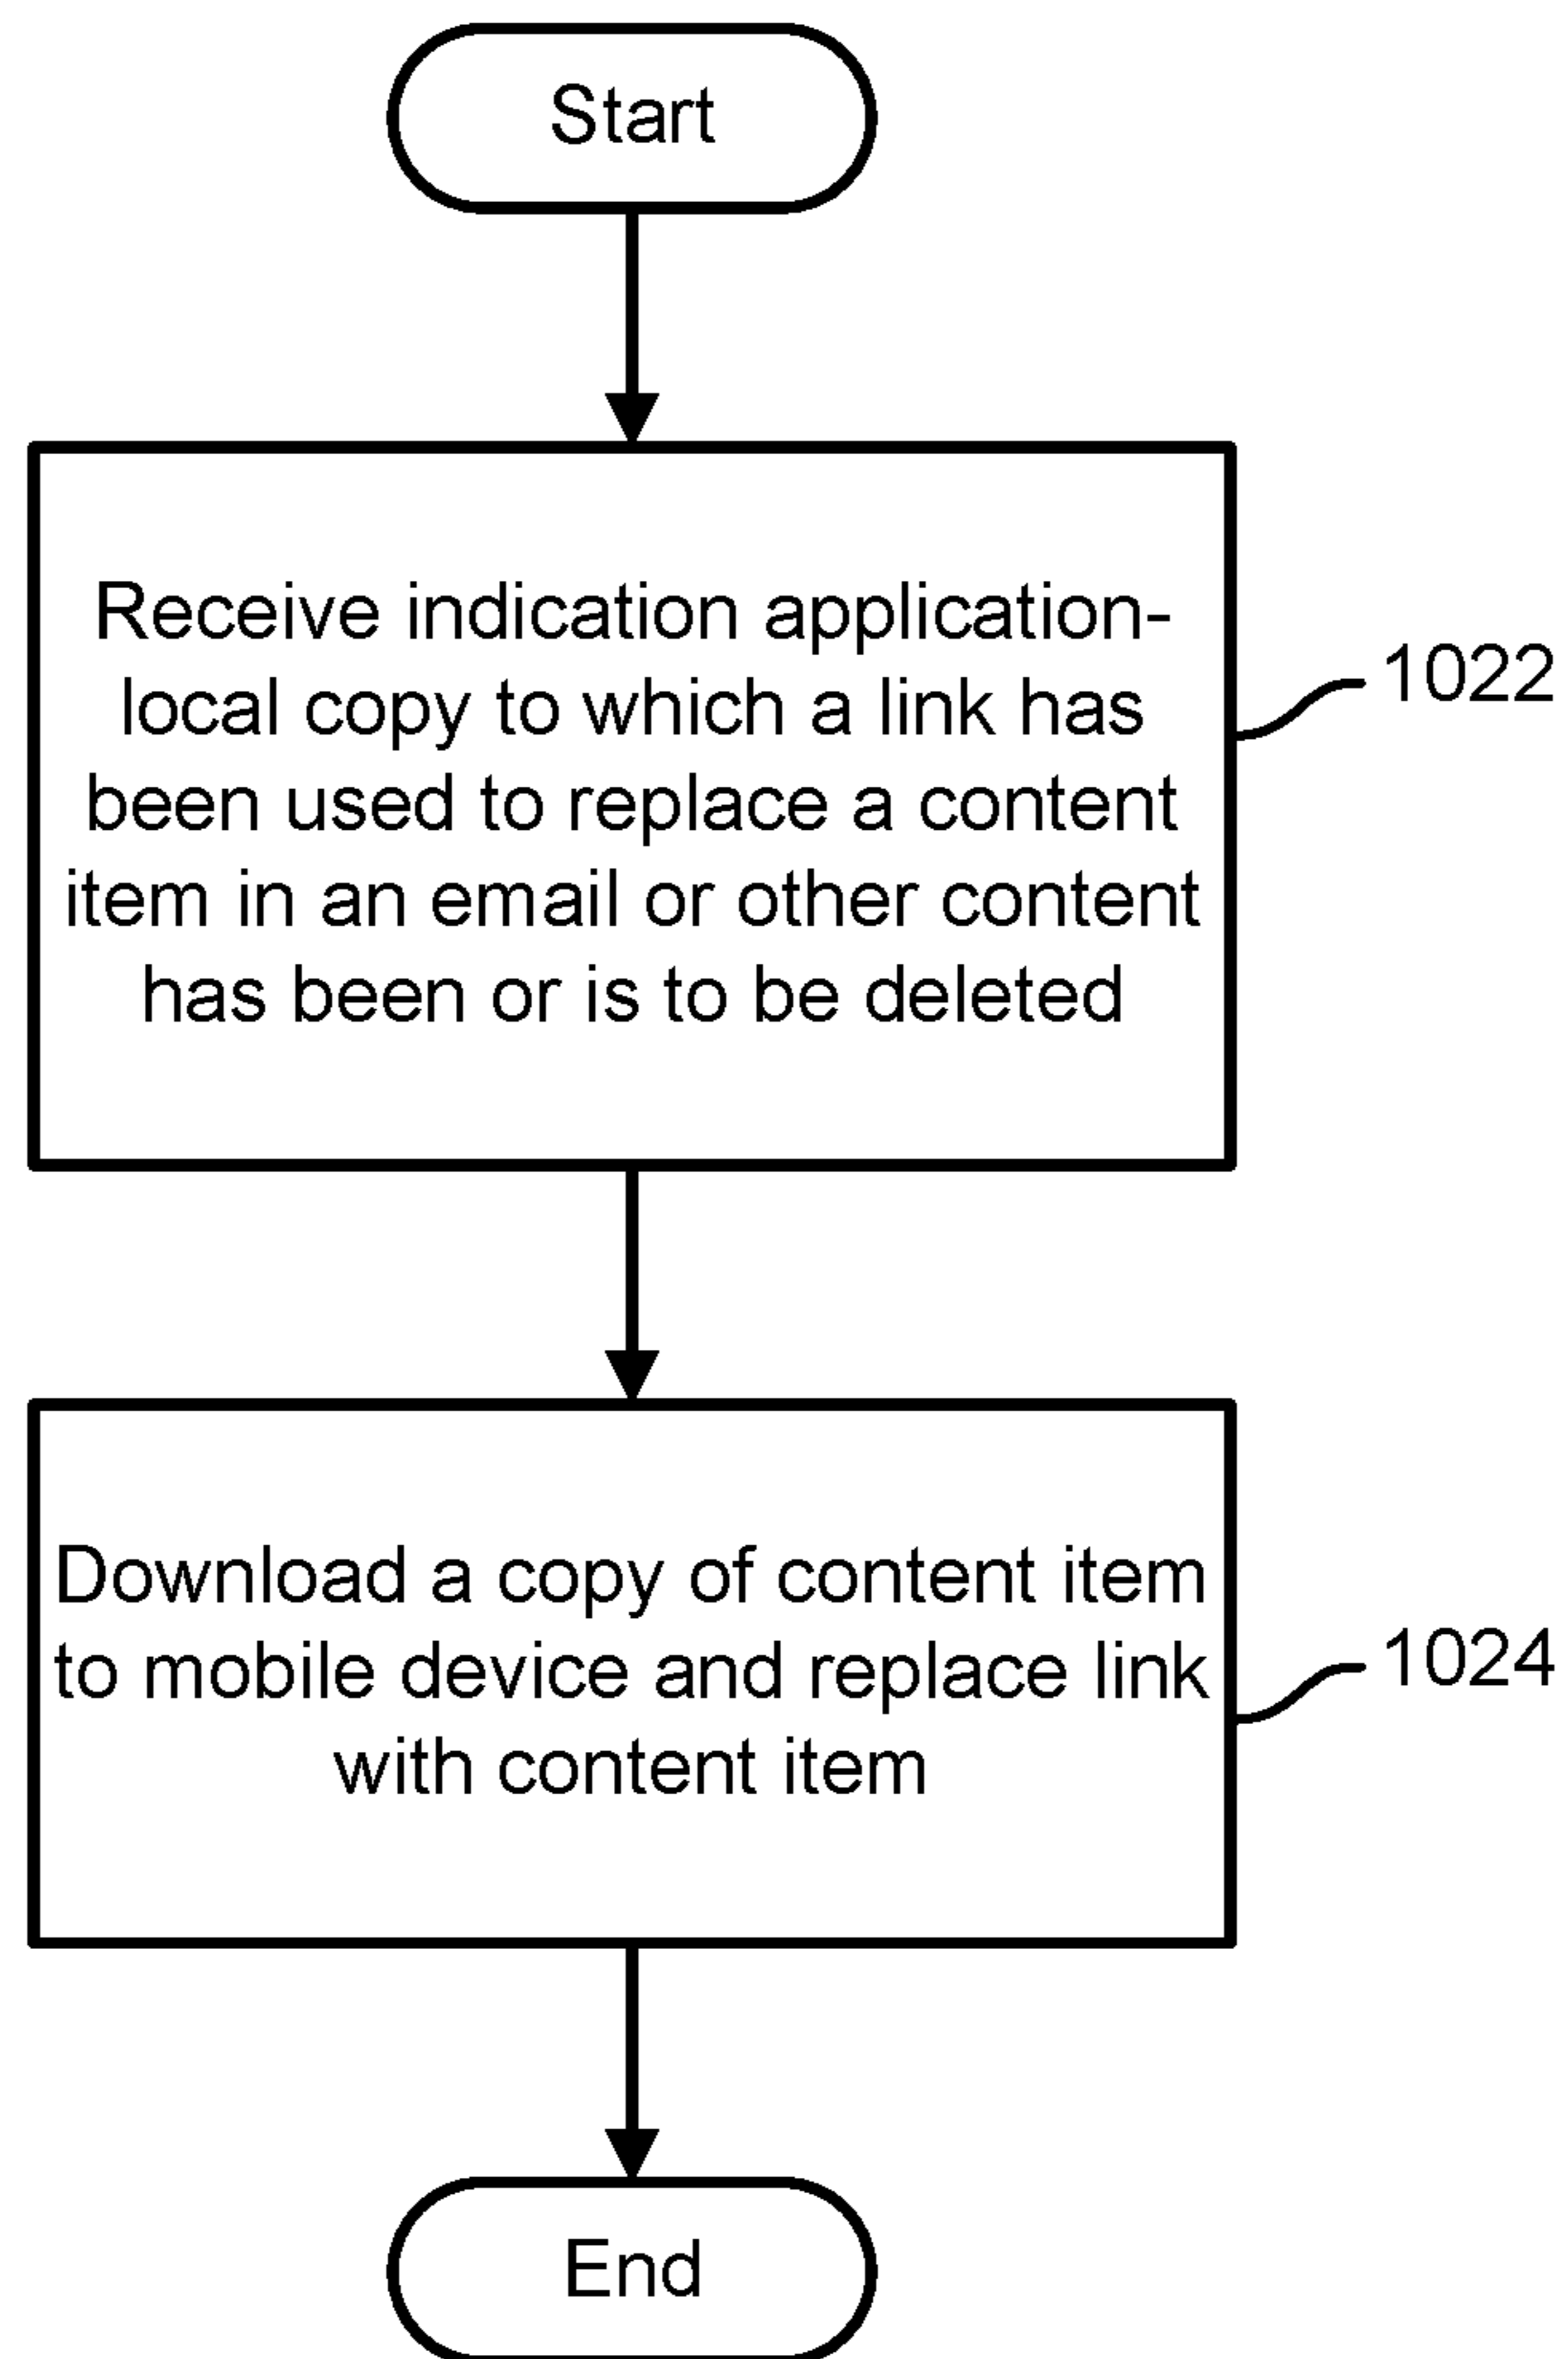 Start
Receive indication application-
local copy to which a link has
been used to replace a content
item in an email or other content
has been or is to be deleted
1022
Download a copy of content item
to mobile device and replace link
with content item
1024
End